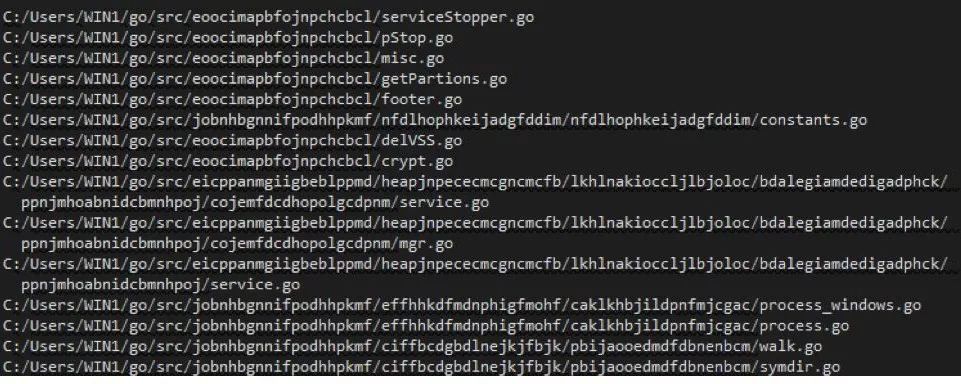 C:/Users/WIN1/go/src/eoocimapbfojnpchcbcl/serviceStopper.go
C:/Users/WIN1/go/src/eoocimapbfojnpchcbcl/pStop.go
C:/Users/WIN1/go/src/eoocimapbfojnpchcbcl/misc.go
C:/Users/WIN1/go/src/eoocimapbfojnpchcbcl/getPartions.go
C:/Users/WIN1/go/src/eoocimapbfojnpchcbcl/footer.go
C:/Users/WIN1/go/src/jobnhbgnnifpodhhpkmf/nfdlhophkeijadgfddim/nfdlhophkeijadgfddim/constants.go
C:/Users/WIN1/go/src/eoocimapbfojnpchcbcl/delVSS.go
C:/Users/WIN1/go/src/eoocimapbfojnpchcbcl/crypt.go
C:/Users/WIN1/go/src/eicppanmgiigbeblppmd/heapjnpececmcgncmcfb/lkhlnakioccljlbjoloc/bdalegiamdedigadphck/
ppnjmhoabnidcbmnhpoj/cojemfdcdhopolgcdpnm/service.go
C:/Users/WIN1/go/src/eicppanmgiigbeblppmd/heapjnpececmcgncmcfb/lkhlnakioccljlbjoloc/bdalegiamdedigadphck/
ppnjmhoabnidcbmnhpoj/cojemfdcdhopolgcdpnm/mgr.go
C:/Users/WIN1/go/src/eicppanmgiigbeblppmd/heapjnpececmcgncmcfb/lkhlnakioccljlbjoloc/bdalegiamdedigadphck/
ppnjmhoabnidcbmnhpoj/service.go
C:/Users/WIN1/go/src/jobnhbgnnifpodhhpkmf/effhhkdfmdnphigfmohf/caklkhbjildpnfmjcgac/process_windows.go
C:/Users/WIN1/go/src/jobnhbgnnifpodhhpkmf/effhhkdfmdnphigfmohf/caklkhbjildpnfmjcgac/process.go
C:/Users/WIN1/go/src/jobnhbgnnifpodhhpkmf/ciffbcdgbdlnejkjfbjk/pbijaooedmdfdbnenbcm/walk.go
C:/Users/WIN1/go/src/jobnhbgnnifpodhhpkmf/ciffbcdgbdlnejkjfbjk/pbijaooedmdfdbnenbcm/symdir.go